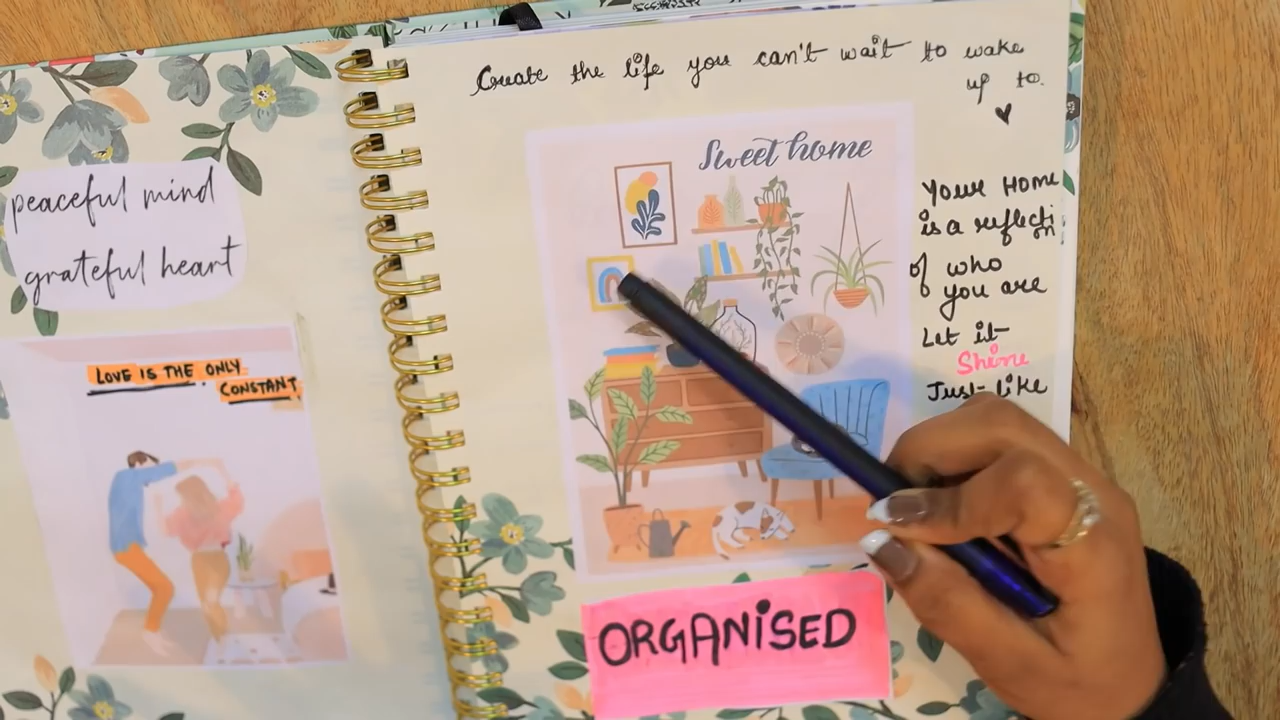 peaceful mind
grateful heart
LOVE IS THE ONLY
CONSTANT.
Create the life you can't wait to wake
up to.
Sweet home
Your Home
is a reflection
of who
you are
Let it
Shine
Just like
ORGANiSED